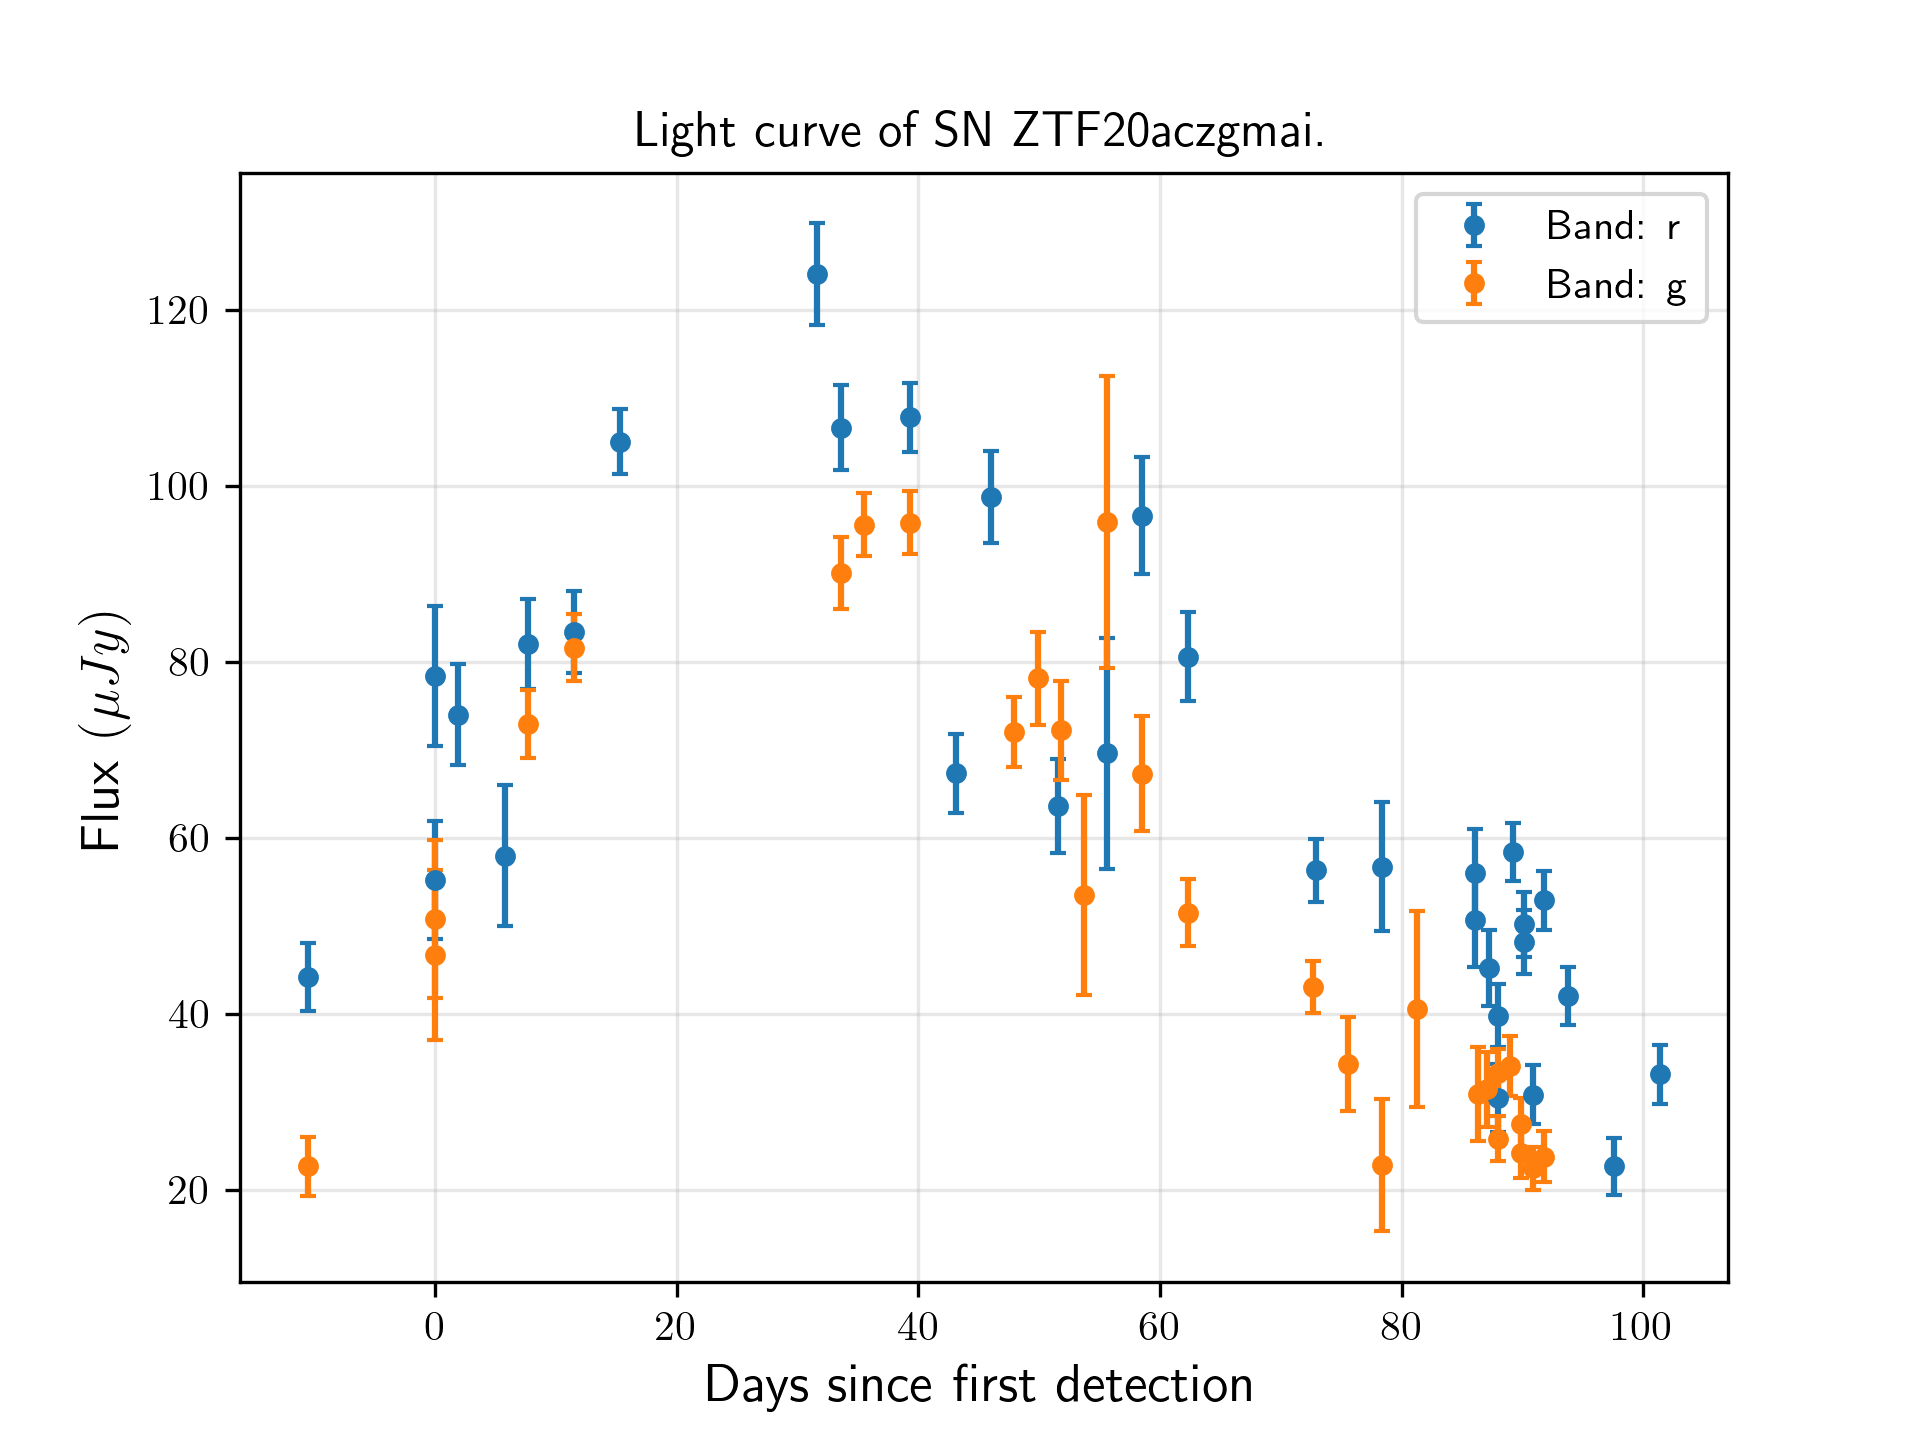 Light curve of SN ZTF20aczgmai.
Band: r
Band: g
120
100
80
60
40
20
Flux (μJy)
0 20 40 60 80 100
Days since first detection